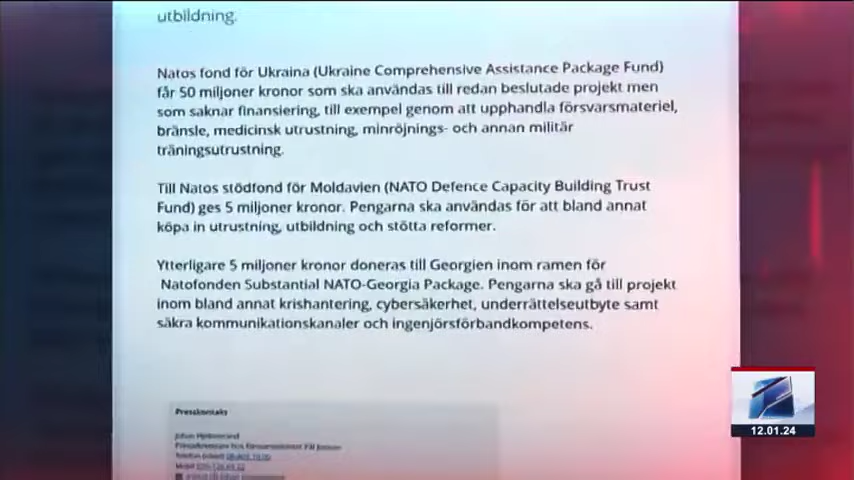 utbildning.
Natos fond för Ukraina (Ukraine Comprehensive Assistance Package Fund)
får 50 miljoner kronor som ska användas till redan beslutade projekt men
som saknar finansiering, till exempel genom att upphandla försvarsmateriel,
bränsle, medicinsk utrustning, minröjnings- och annan militär
träningsutrustning.
Till Natos stödfond för Moldavien (NATO Defence Capacity Building Trust
Fund) ges 5 miljoner kronor. Pengarna ska användas för att bland annat
köpa in utrustning, utbildning och stötta reformer.
Ytterligare 5 miljoner kronor doneras till Georgien inom ramen för
Natofonden Substantial NATO-Georgia Package. Pengarna ska gå till projekt
inom bland annat krishantering, cybersäkerhet, underrättelseutbyte samt
säkra kommunikationskanaler och ingenjörsförbandkompetens.
Presskontakt
12.01.24